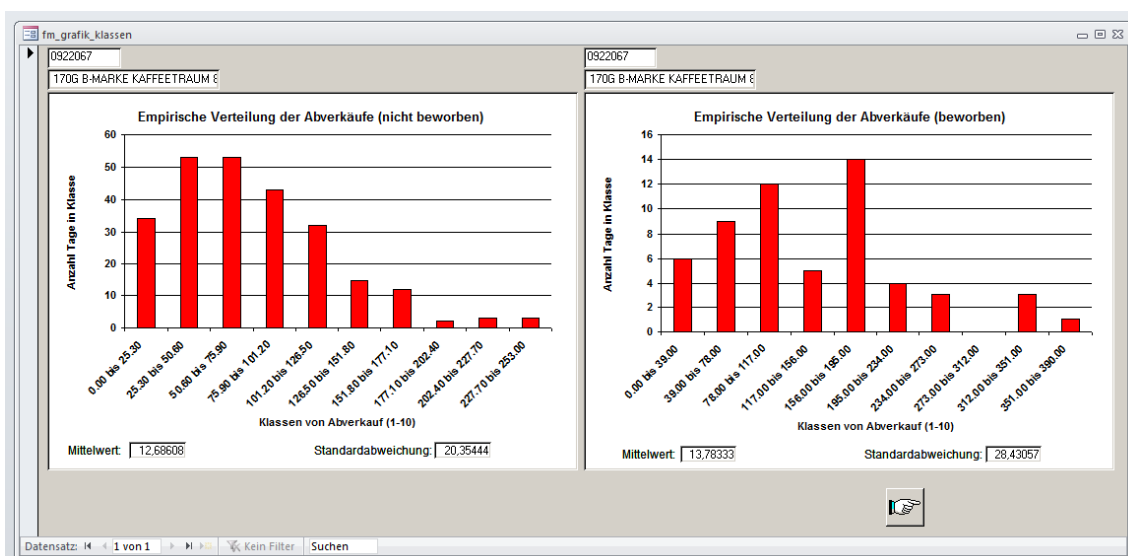 fm_grafik_klassen
0922067
170G B-MARKE KAFFEETRAUM 8
Empirische Verteilung der Abverkäufe (nicht beworben)
Anzahl Tage in Klasse
60
50
40
30
20
10
0
0.00 bis 25.30
25.30 bis 50.60
50.60 bis 75.90
75.90 bis 101.20
101.20 bis 126.50
126.50 bis 151.80
151.80 bis 177.10
177.10 bis 202.40
202.40 bis 227.70
227.70 bis 253.00
Klassen von Abverkauf (1-10)
Mittelwert: 12,68608 Standardabweichung: 20,35444
0922067
170G B-MARKE KAFFEETRAUM 8
Empirische Verteilung der Abverkäufe (beworben)
Anzahl Tage in Klasse
16
14
12
10
8
6
4
2
0
0.00 bis 39.00
39.00 bis 78.00
78.00 bis 117.00
117.00 bis 156.00
156.00 bis 195.00
195.00 bis 234.00
234.00 bis 273.00
273.00 bis 312.00
312.00 bis 351.00
351.00 bis 390.00
Klassen von Abverkauf (1-10)
Mittelwert: 13,78333 Standardabweichung: 28,43057
Datensatz: 1 von 1 Kein Filter Suchen